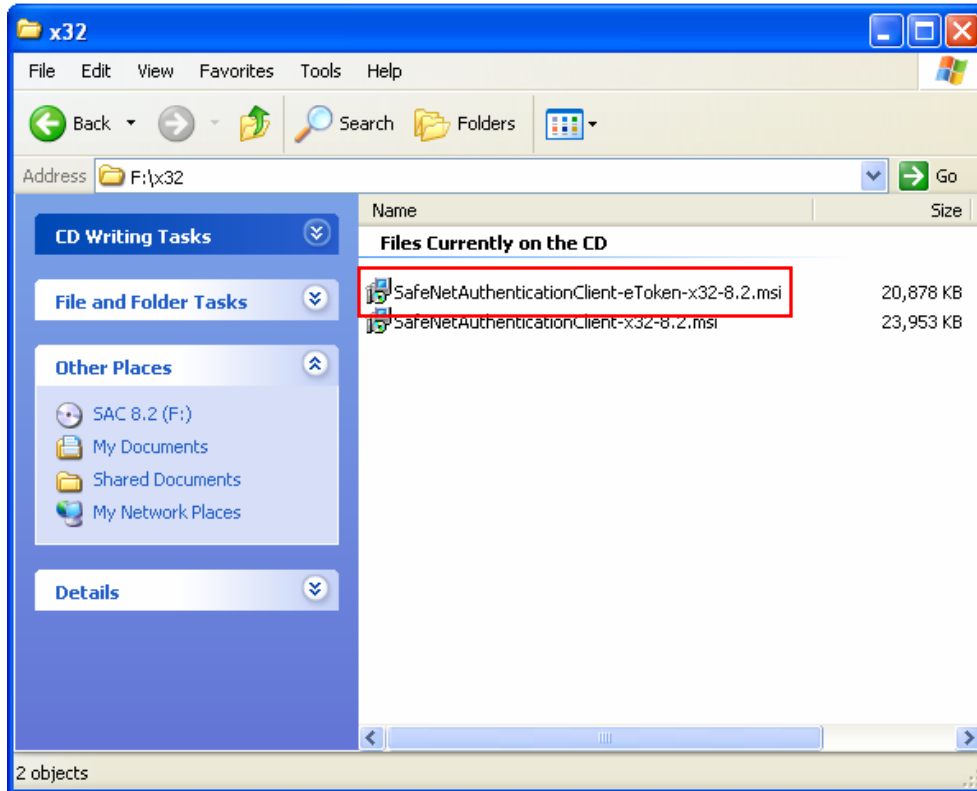 x32
File Edit View Favorites Tools Help
Back Search Folders
Address F:\x32 Go
Name Size
CD Writing Tasks
Files Currently on the CD
File and Folder Tasks
SafeNetAuthenticationClient-eToken-x32-8.2.msi 20,878 KB
SafeNetAuthenticationClient-x32-8.2.msi 23,953 KB
Other Places
SAC 8.2 (F:)
My Documents
Shared Documents
My Network Places
Details
2 objects